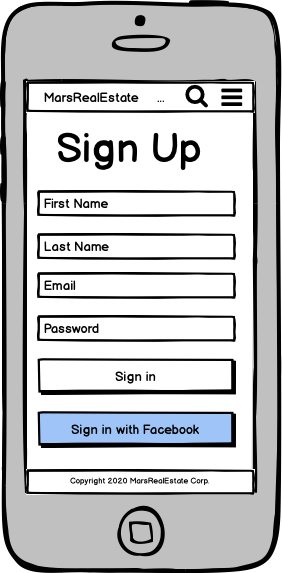 MarsRealEstate ...
Sign Up
First Name
Last Name
Email
Password
Sign in
Sign in with Facebook
Copyright 2020 MarsRealEstate Corp.